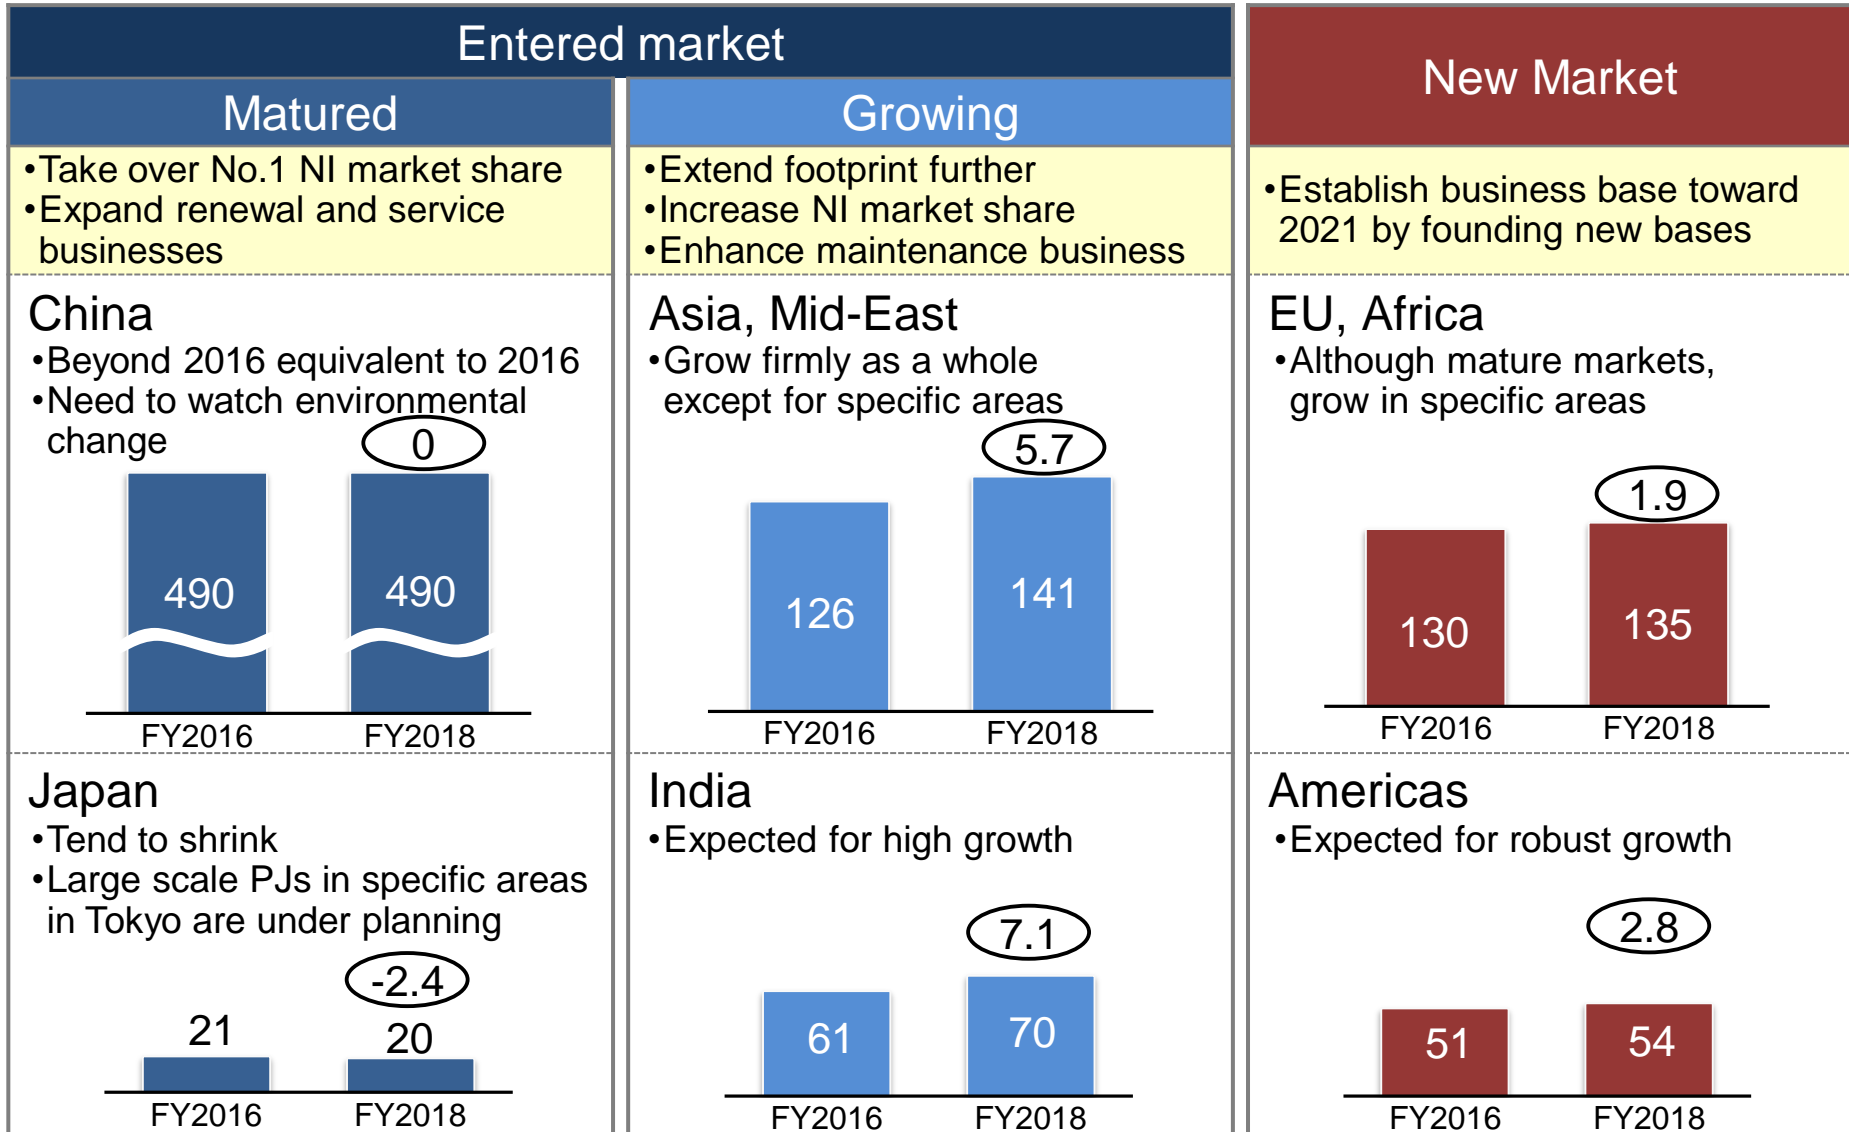 Entered market
Matured
•Take over No.1 NI market share
•Expand renewal and service
businesses
China
•Beyond 2016 equivalent to 2016
•Need to watch environmental
change
0
490
490
FY2016
FY2018
Japan
•Tend to shrink
•Large scale PJs in specific areas
in Tokyo are under planning
-2.4
21
20
FY2016
FY2018
Growing
•Extend footprint further
•Increase NI market share
•Enhance maintenance business
Asia, Mid-East
•Grow firmly as a whole
except for specific areas
5.7
126
141
FY2016
FY2018
India
•Expected for high growth
7.1
61
70
FY2016
FY2018
New Market
•Establish business base toward
2021 by founding new bases
EU, Africa
•Although mature markets,
grow in specific areas
1.9
130
135
FY2016
FY2018
Americas
•Expected for robust growth
2.8
51
54
FY2016
FY2018